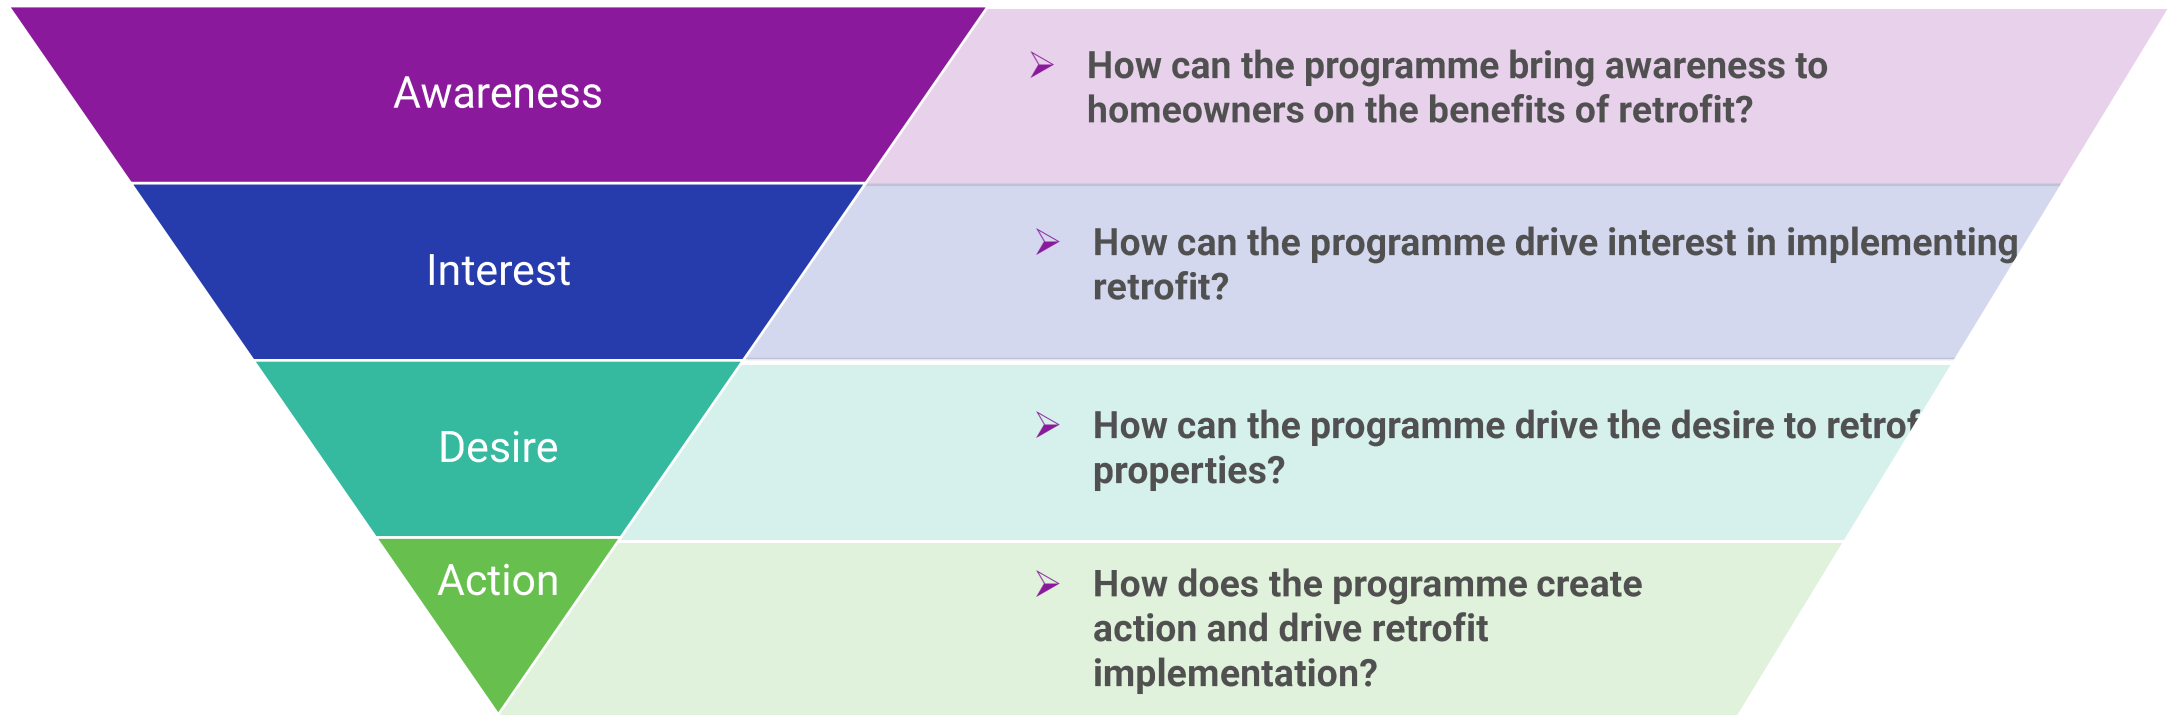 Awareness
How can the programme bring awareness to
homeowners on the benefits of retrofit?
Interest
How can the programme drive interest in implementing
retrofit?
Desire
How can the programme drive the desire to
properties?
Action
How does the programme create
action and drive retrofit
implementation?